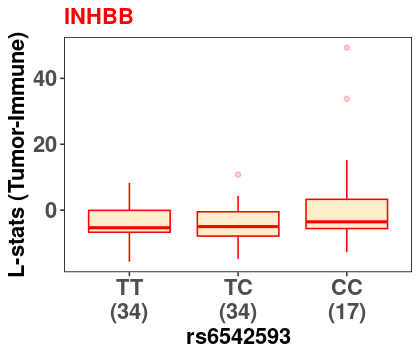 INHBB
L-stats (Tumor-Immune)
40
20
0
TT TC CC
(34) (34) (17)
rs6542593